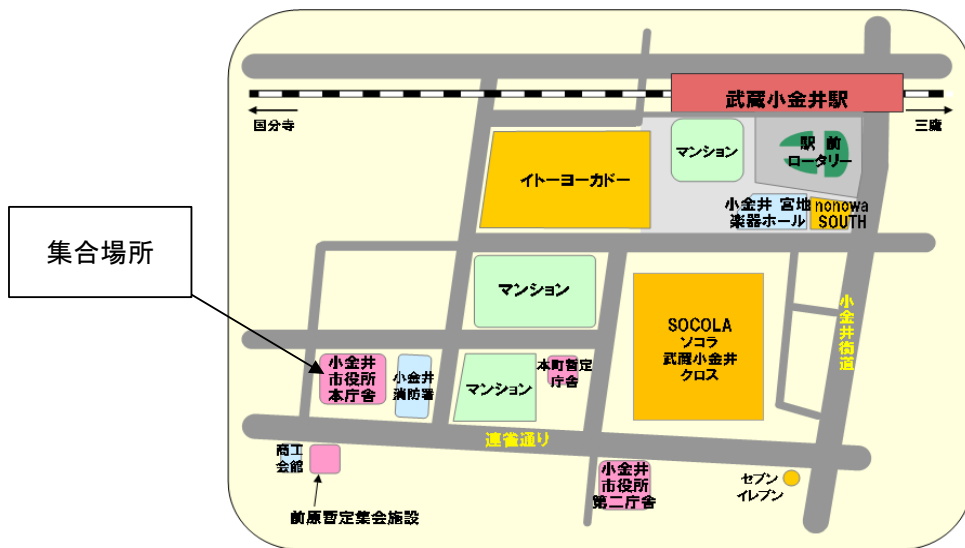 武蔵小金井駅
国分寺
三鷹
駅 前
ロータリー
マンション
イトーヨーカドー
小金井 宮地
楽器ホール
nonowa
SOUTH
集合場所
マンション
SOCOLA
ソコラ
武蔵小金井
クロス
小金井街道
小金井
市役所
本庁舎
小金井
消防署
マンション
本町暫定
庁舎
連雀通り
商工
会館
前原暫定集会施設
小金井
市役所
第二庁舎
セブン
イレブン